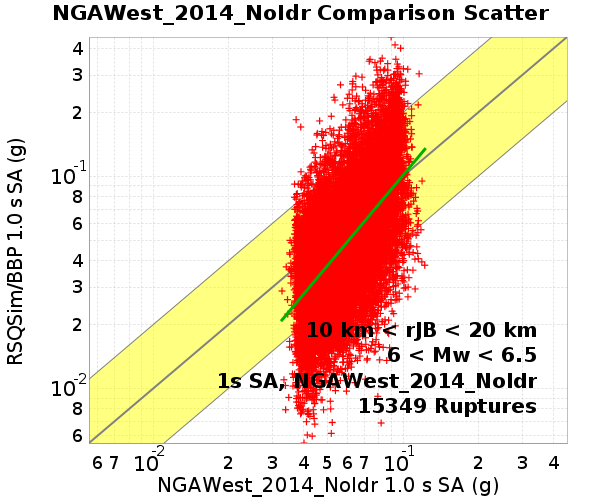 NGAWest_2014_NoIdr Comparison Scatter
4
3
2
10-1
8
6
4
3
2
10-2
8
6
RSQSim/BBP 1.0 s SA (g)
10 km < rJB < 20 km
6 < Mw < 6.5
1s SA, NGAWest_2014_NoIdr
15349 Ruptures
6 7 10-2 2 3 4 5 6 7 10-1 2 3 4
NGAWest_2014_NoIdr 1.0 s SA (g)